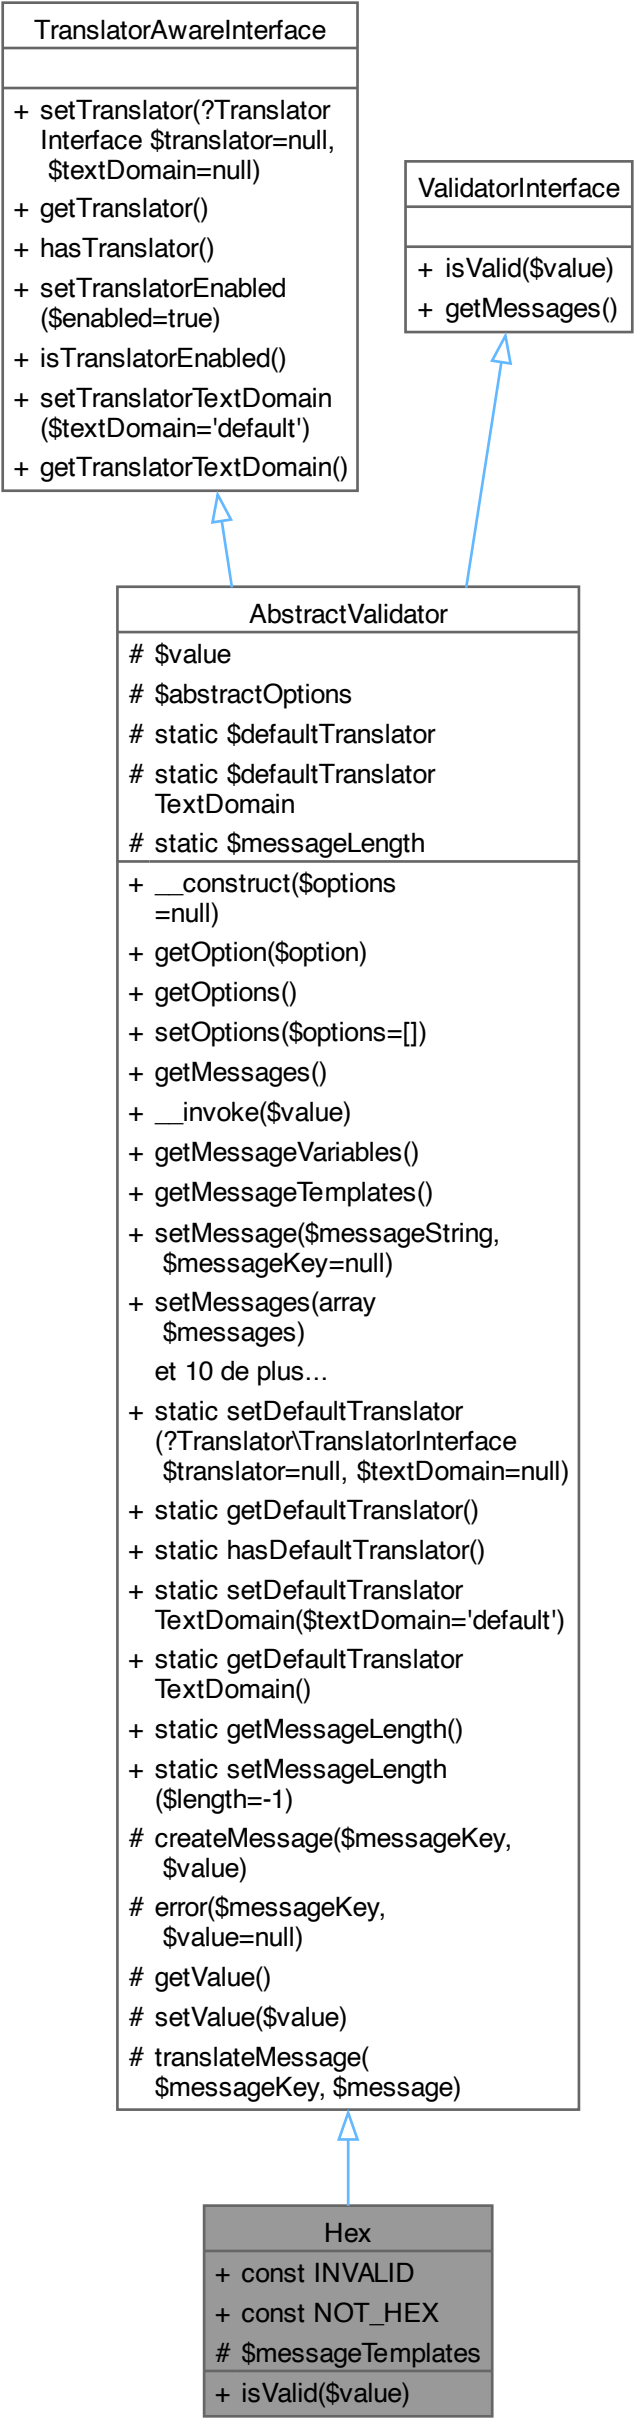 TranslatorAwareInterface
+ setTranslator(?Translator
Interface $translator=null,
$textDomain=null)
+ getTranslator()
+ hasTranslator()
+ setTranslatorEnabled
($enabled=true)
+ isTranslatorEnabled()
+ setTranslatorTextDomain
($textDomain='default')
+ getTranslatorTextDomain()
ValidatorInterface
+ isValid($value)
+ getMessages()
AbstractValidator
# $value
# $abstractOptions
# static $defaultTranslator
# static $defaultTranslator
TextDomain
# static $messageLength
+ __construct($options
=null)
+ getOption($option)
+ getOptions()
+ setOptions($options=[])
+ getMessages()
+ __invoke($value)
+ getMessageVariables()
+ getMessageTemplates()
+ setMessage($messageString,
$messageKey=null)
+ setMessages(array
$messages)
et 10 de plus...
+ static setDefaultTranslator
(?Translator\TranslatorInterface
$translator=null, $textDomain=null)
+ static getDefaultTranslator()
+ static hasDefaultTranslator()
+ static setDefaultTranslator
TextDomain($textDomain='default')
+ static getDefaultTranslator
TextDomain()
+ static getMessageLength()
+ static setMessageLength
($length=-1)
# createMessage($messageKey,
$value)
# error($messageKey,
$value=null)
# getValue()
# setValue($value)
# translateMessage(
$messageKey, $message)
Hex
+ const INVALID
+ const NOT_HEX
# $messageTemplates
+ isValid($value)